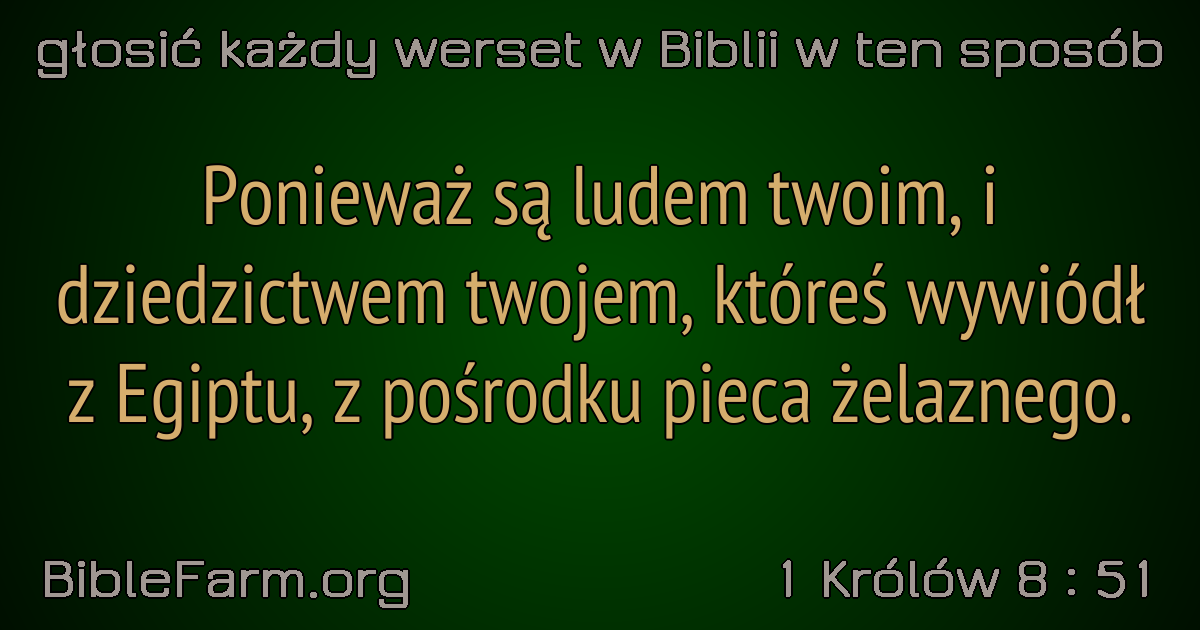 głosić każdy werset w Biblii w ten sposób
Ponieważ są ludem twoim, i
dziedzictwem twojem, któreś wywiódł
z Egiptu, z pośrodku pieca żelaznego.
BibleFarm.org
1 Królów 8 : 51